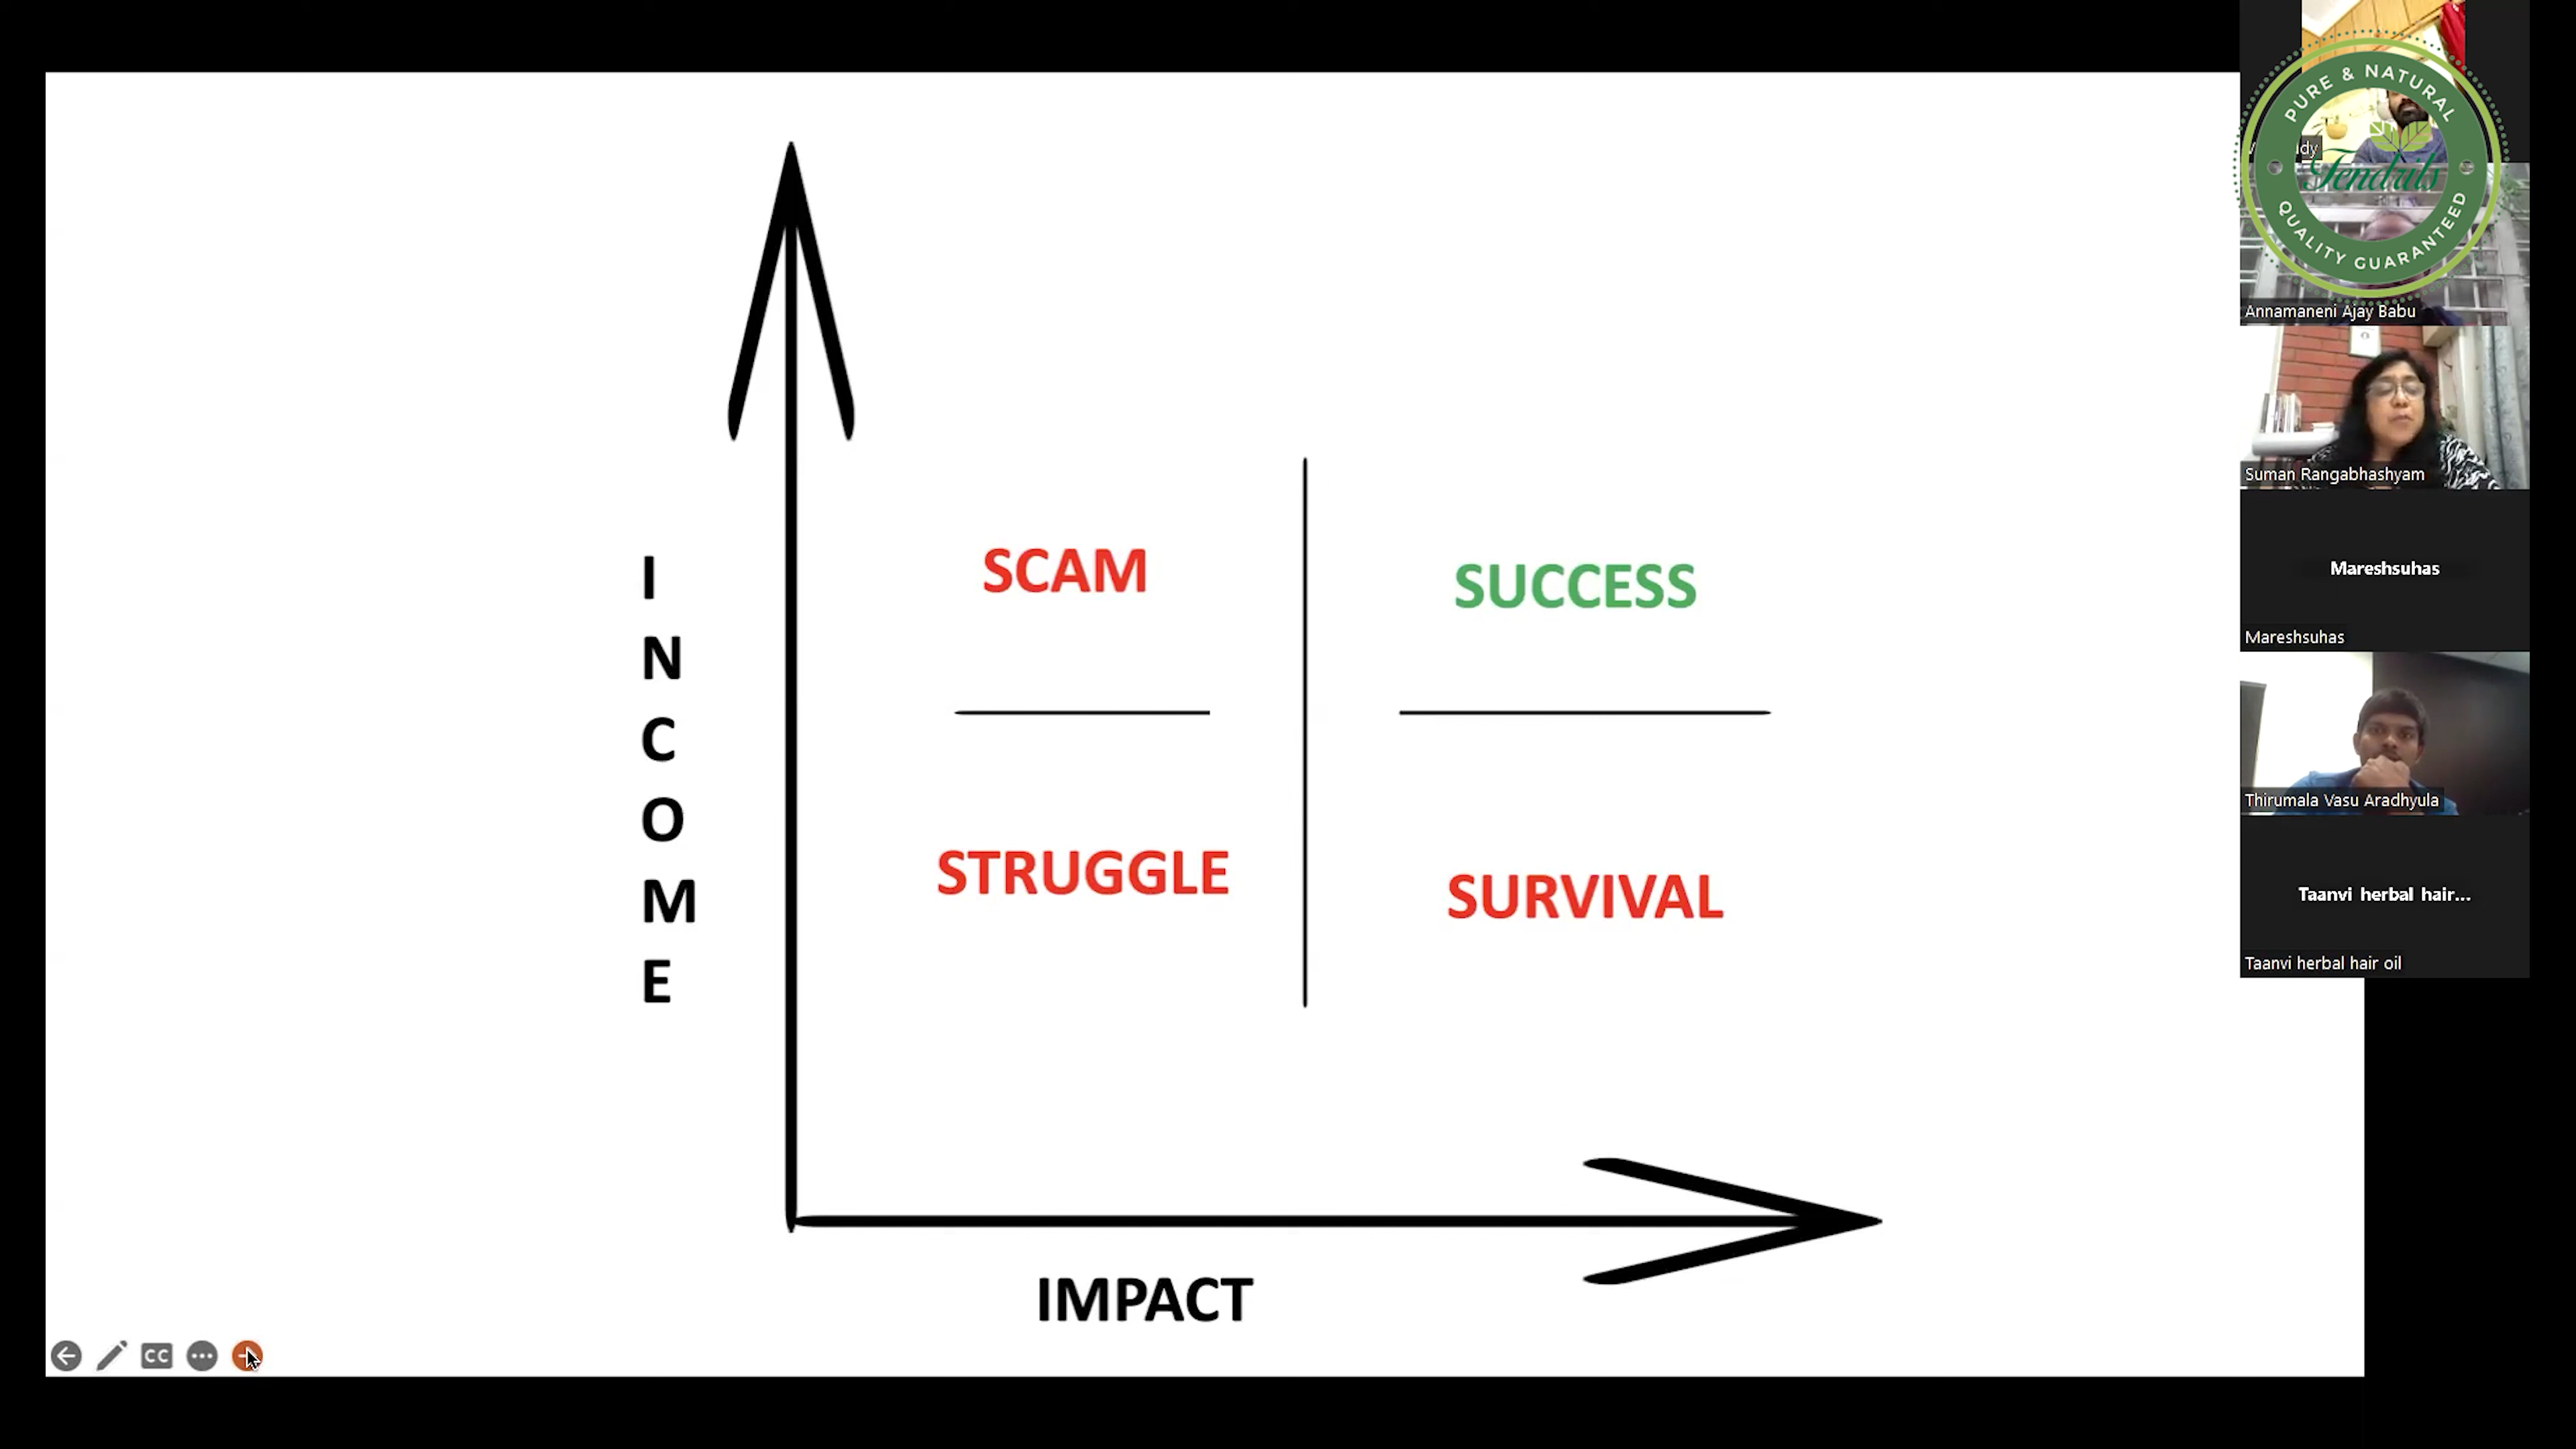 SCAM
SUCCESS
STRUGGLE
SURVIVAL
I
N
C
O
M
E
IMPACT
CC
PURE & NATURAL
Tendrils
QUALITY GUARANTEED
Annamaneni Ajay Babu
Suman Rangabhashyam
Mareshsuhas
Mareshsuhas
Thirumala Vasu Aradhyula
Taanvi herbal hair...
Taanvi herbal hair oil